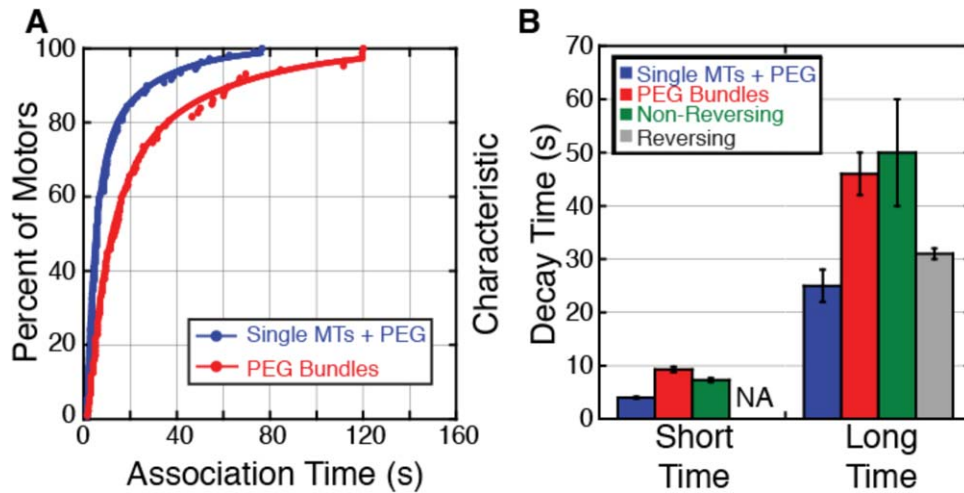 A
Percent of Motors
100
80
60
40
20
0
0 40 80 120 160
Association Time (s)
Single MTs + PEG
PEG Bundles
B
Characteristic
Decay Time (s)
70
60
50
40
30
20
10
0
Single MTs + PEG
PEG Bundles
Non-Reversing
Reversing
NA
Short
Time
Long
Time